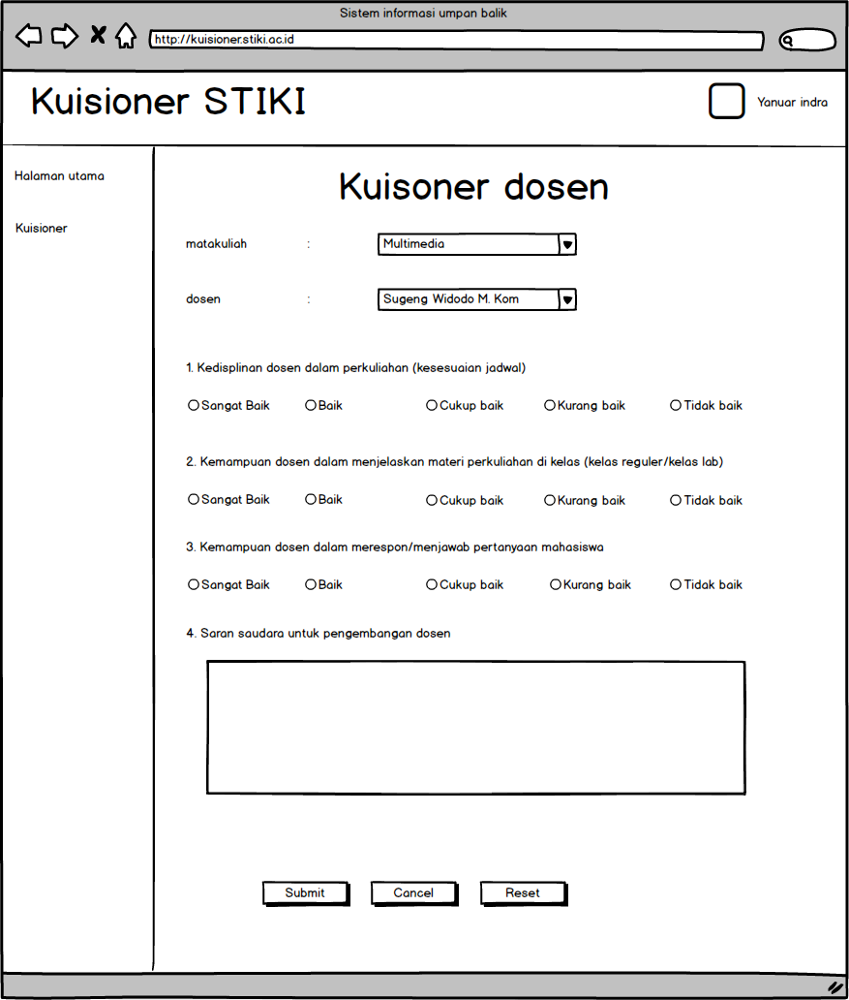 Sistem informasi umpan balik
http://kuisioner.stiki.ac.id
Kuisioner STIKI
Yanuar indra
Halaman utama
Kuisioner
Kuisoner dosen
matakuliah : Multimedia
dosen : Sugeng Widodo M. Kom
1. Kedisplinan dosen dalam perkuliahan (kesesuaian jadwal)
Sangat Baik Baik Cukup baik Kurang baik Tidak baik
2. Kemampuan dosen dalam menjelaskan materi perkuliahan di kelas (kelas reguler/kelas lab)
Sangat Baik Baik Cukup baik Kurang baik Tidak baik
3. Kemampuan dosen dalam merespon/menjawab pertanyaan mahasiswa
Sangat Baik Baik Cukup baik Kurang baik Tidak baik
4. Saran saudara untuk pengembangan dosen
Submit Cancel Reset